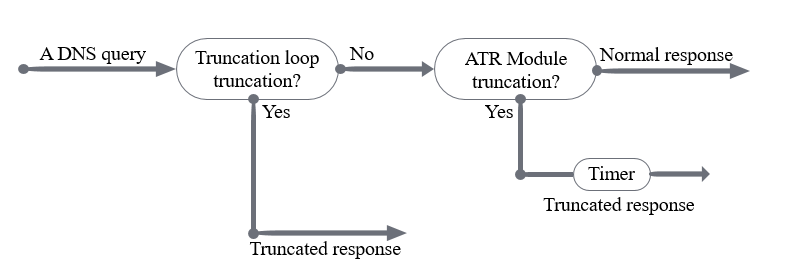 A DNS query
Truncation loop
truncation?
No
ATR Module
truncation?
Normal response
Yes
Yes
Timer
Truncated response
Truncated response